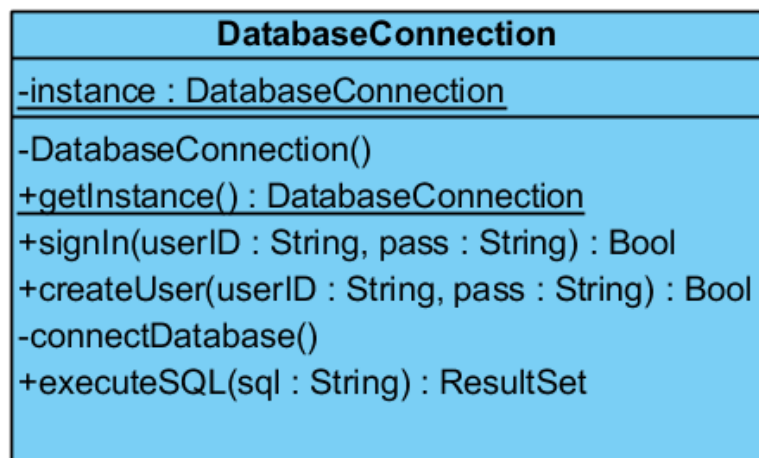 DatabaseConnection
-instance : DatabaseConnection
-DatabaseConnection()
+getInstance() : DatabaseConnection
+signIn(userID : String, pass : String) : Bool
+createUser(userID : String, pass : String) : Bool
-connectDatabase()
+executeSQL(sql : String) : ResultSet